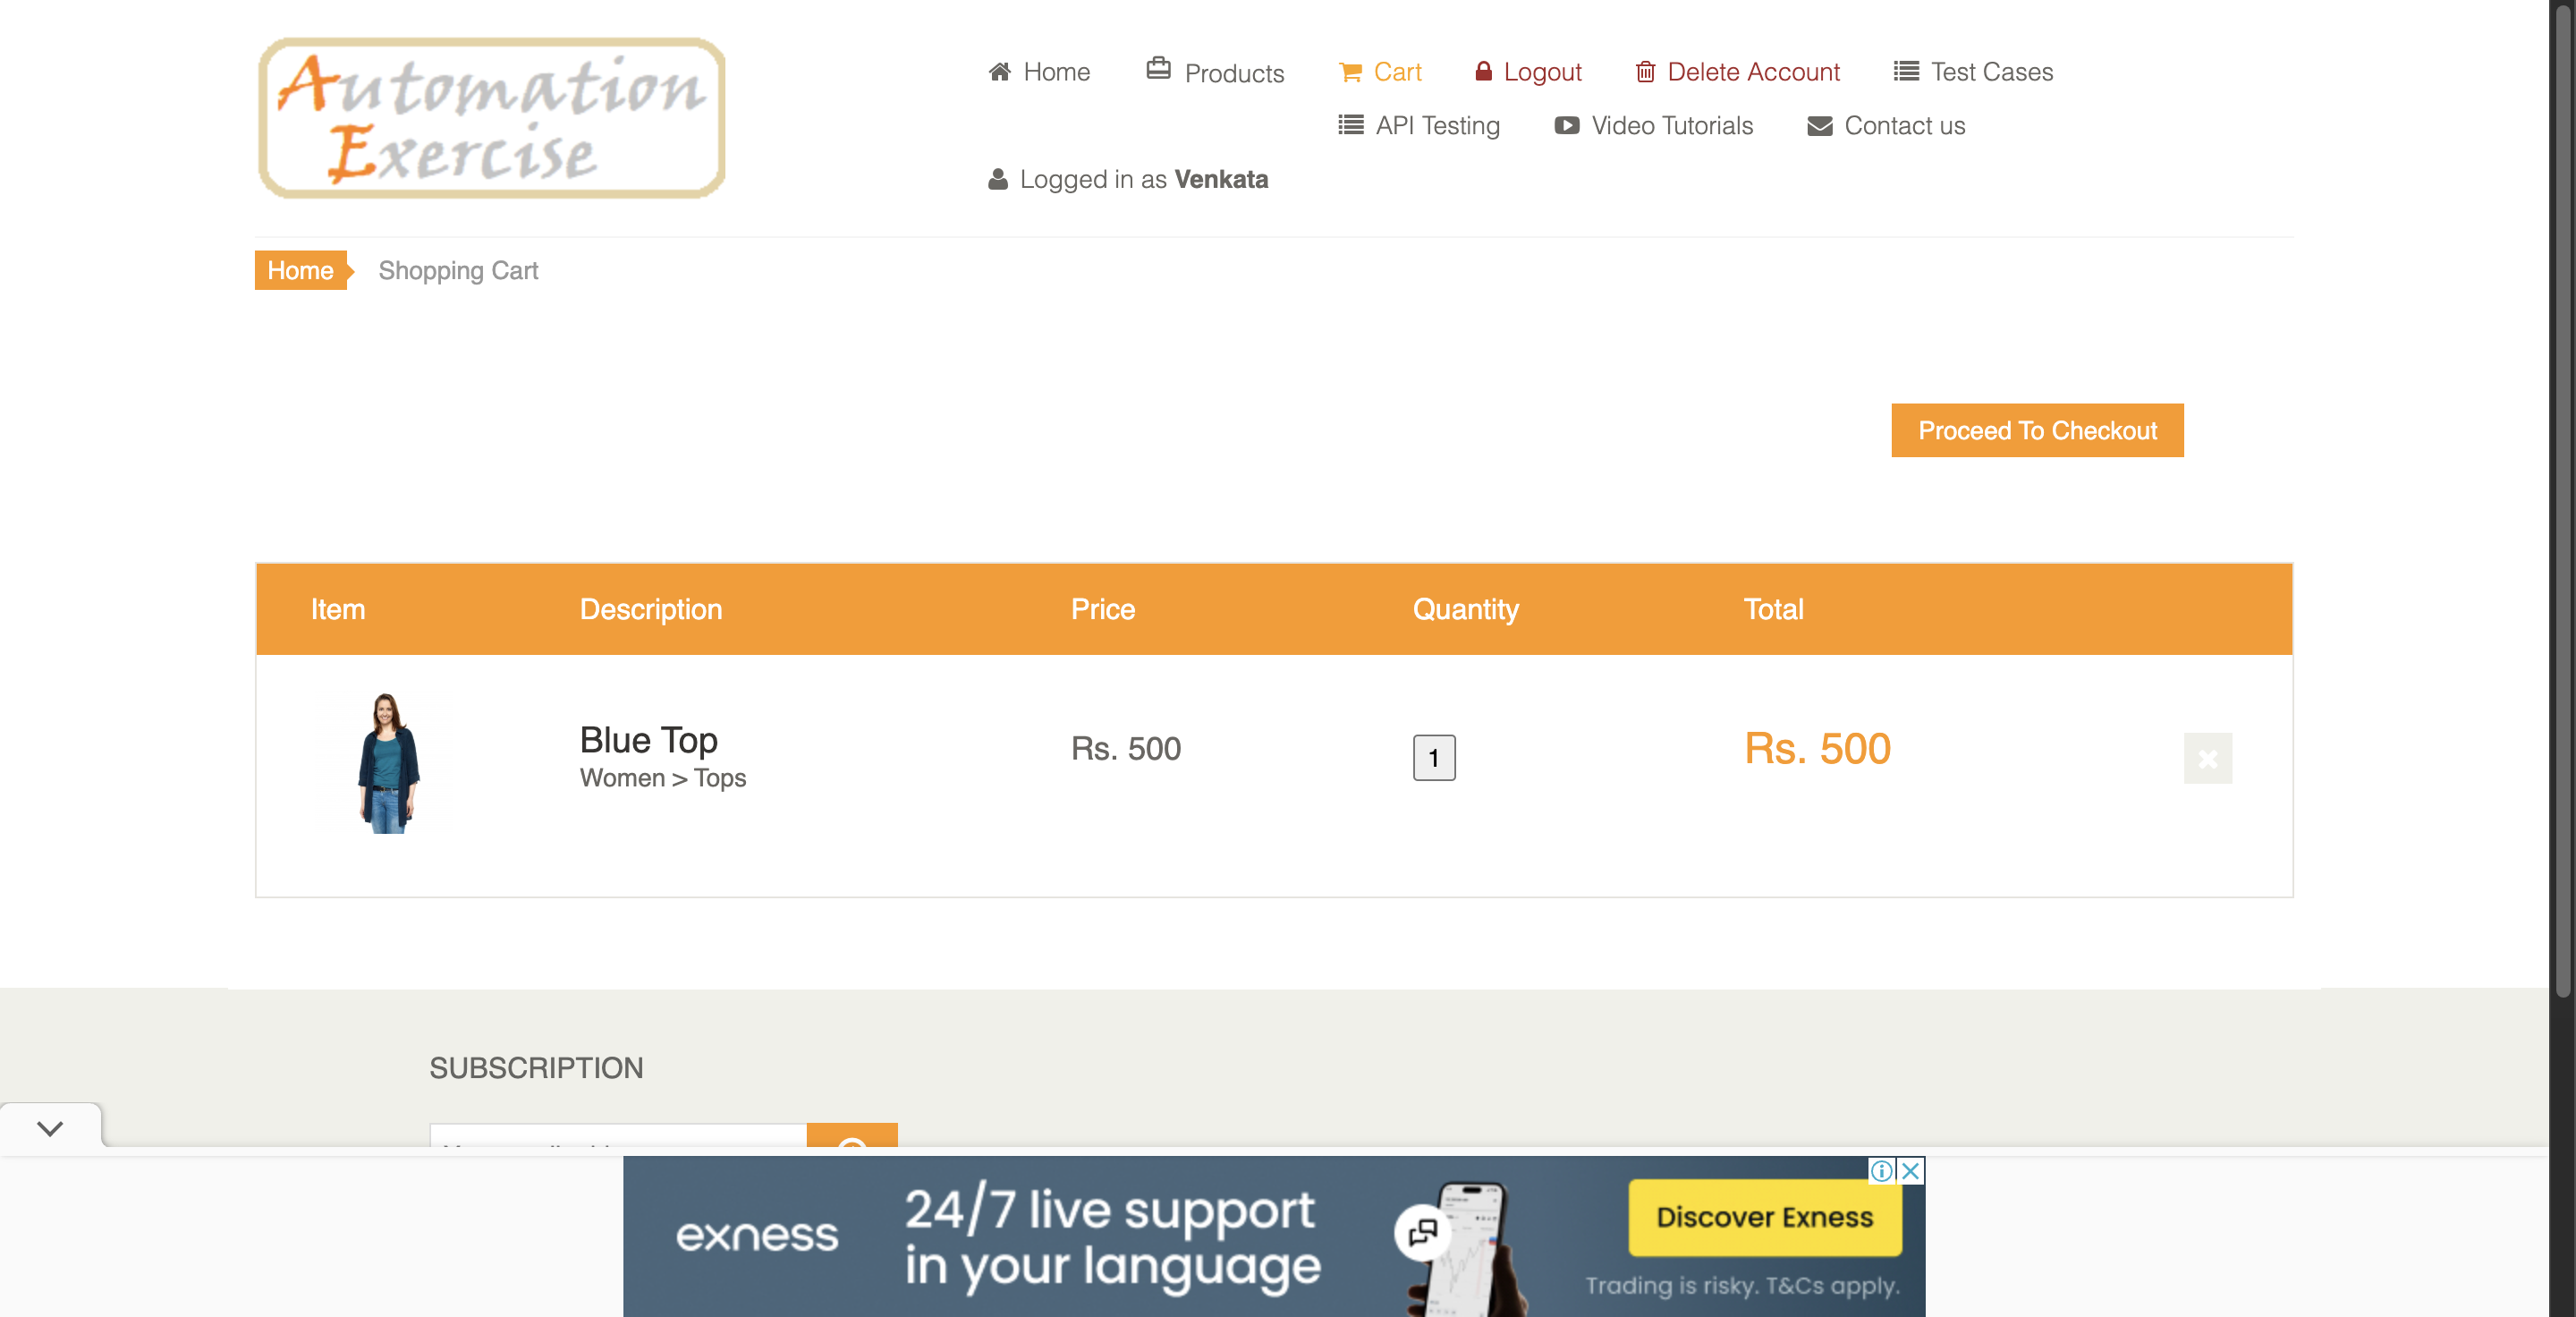 Automation
Exercise
Home
Products
Cart
Logout
Delete Account
Test Cases
API Testing
Video Tutorials
Contact us
Logged in as Venkata
Home
Shopping Cart
Proceed To Checkout
Item Description Price Quantity Total
Blue Top
Women > Tops
Rs. 500
1
Rs. 500
SUBSCRIPTION
exness
24/7 live support
in your language
Discover Exness
Trading is risky. T&Cs apply.